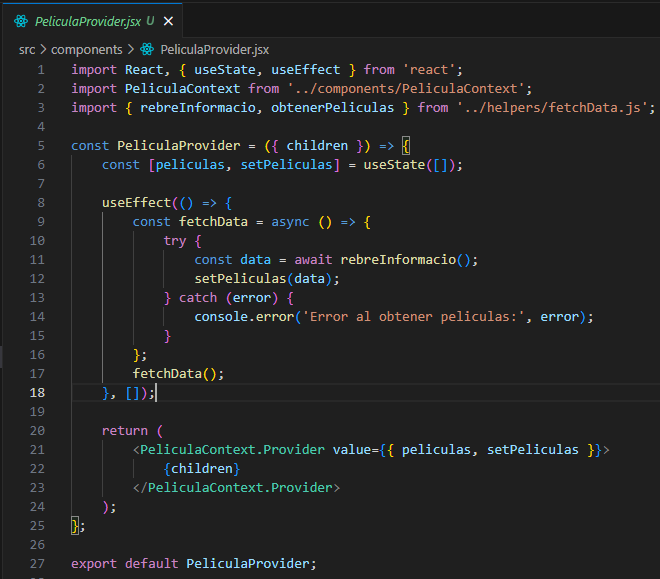 PeliculaProvider.jsx U ×
src > components > PeliculaProvider.jsx
1 import React, { useState, useEffect } from 'react';
2 import PeliculaContext from '../components/PeliculaContext';
3 import { rebreInformacio, obtenerPeliculas } from '../helpers/fetchData.js';
4
5 const PeliculaProvider = ({ children }) => {
6     const [peliculas, setPeliculas] = useState([]);
7
8     useEffect(() => {
9         const fetchData = async () => {
10             try {
11                 const data = await rebreInformacio();
12                 setPeliculas(data);
13             } catch (error) {
14                 console.error('Error al obtener películas:', error);
15             }
16         };
17         fetchData();
18     }, []);
19
20     return (
21         <PeliculaContext.Provider value={{ peliculas, setPeliculas }}>
22             {children}
23         </PeliculaContext.Provider>
24     );
25 };
26
27 export default PeliculaProvider;